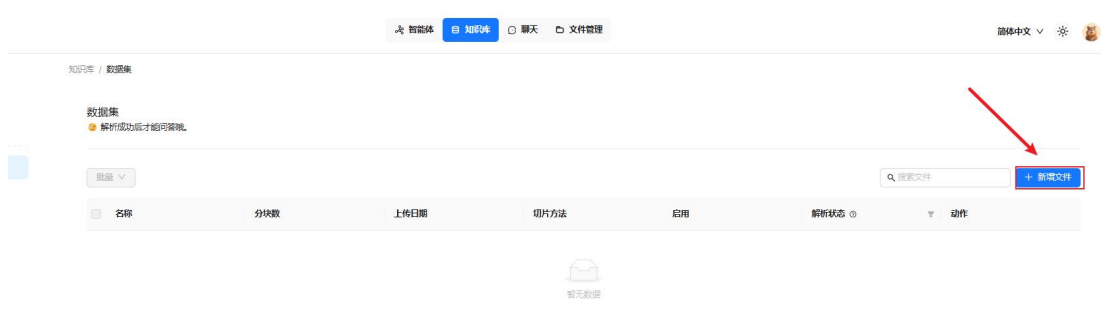 智能体 知识库 聊天 文件管理 简体中文
知识库 / 数据集
数据集
解析成功后才能问答哦。
批量 搜索文件 + 新增文件
名称 分块数 上传日期 切片方法 启用 解析状态 动作
暂无数据